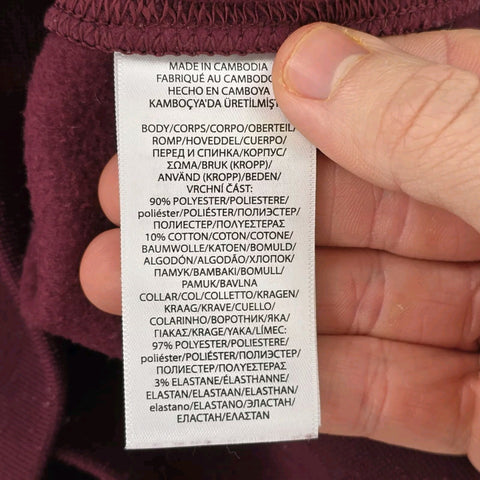 MADE IN CAMBODIA
FABRIQUÉ AU CAMBODGE
HECHO EN CAMBOYA
KAMBOÇYA'DA ÜRETİLMİŞTİR
BODY/CORPS/CORPO/OBERTEIL/
ROMP/HOVEDDEL/CUERPO/
ПЕРЕД И СПИНКА/КОРПУС/
ΣΩΜΑ/BRUK (KROPP)/
ANVÄND (KROPP)/BEDEN/
VRCHNÍ ČÁST:
90% POLYESTER/POLIESTERE/
poliéster/POLIÉSTER/ПОЛИЭСТЕР/
ПОЛИЕСТЕР/ΠΟΛΥΕΣΤΕΡΑΣ
10% COTTON/COTON/COTONE/
BAUMWOLLE/KATOEN/BOMULD/
ALGODÓN/ALGODÃO/ХЛОПОК/
ПАМУК/BAMBAKI/BOMULL/
PAMUK/BAVLNA
COLLAR/COL/COLLETTO/KRAGEN/
KRAAG/KRAVE/CUELLO/
COLARINHO/ВОРОТНИК/ЯКА/
ΓΙΑΚΑΣ/KRAGE/YAKA/LÍMEC:
97% POLYESTER/POLIESTERE/
poliéster/POLIÉSTER/ПОЛИЭСТЕР/
ПОЛИЕСТЕР/ΠΟΛΥΕΣΤΕΡΑΣ
3% ELASTANE/ÉLASTHANNE/
ELASTAN/ELASTAAN/ELASTHAN/
elastano/ELASTANO/ЭЛАСТАН/
ЕЛАСТАН/ΕΛΑΣΤΑΝ